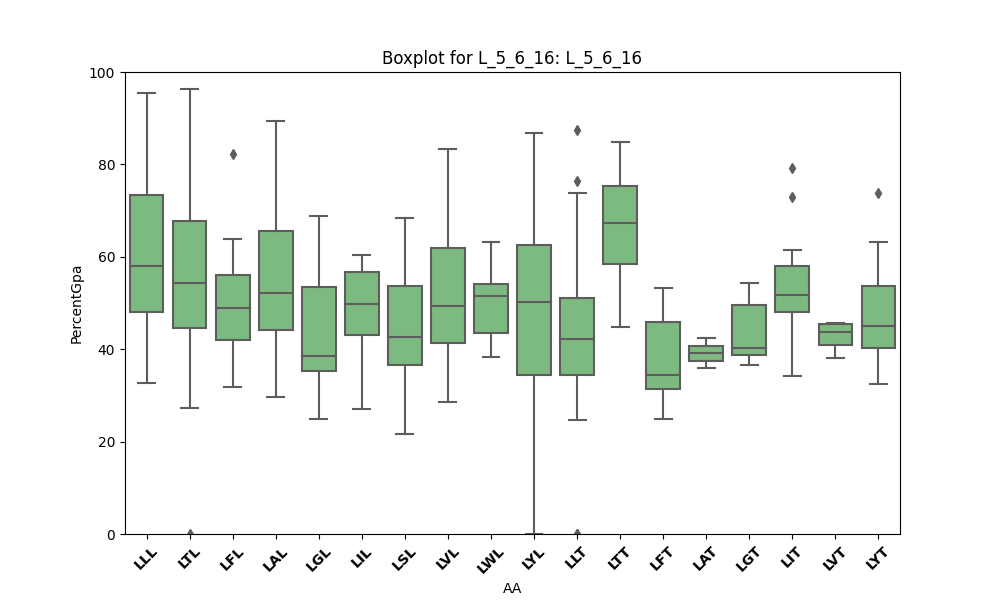 Boxplot for L_5_6_16: L_5_6_16
100
80
60
40
20
0
PercentGpa
LLL LTL LFL LAL LGL LIL LSL LVL LWL LYL LLT LTT LFT LAT LGT LIT LVT LYT
AA